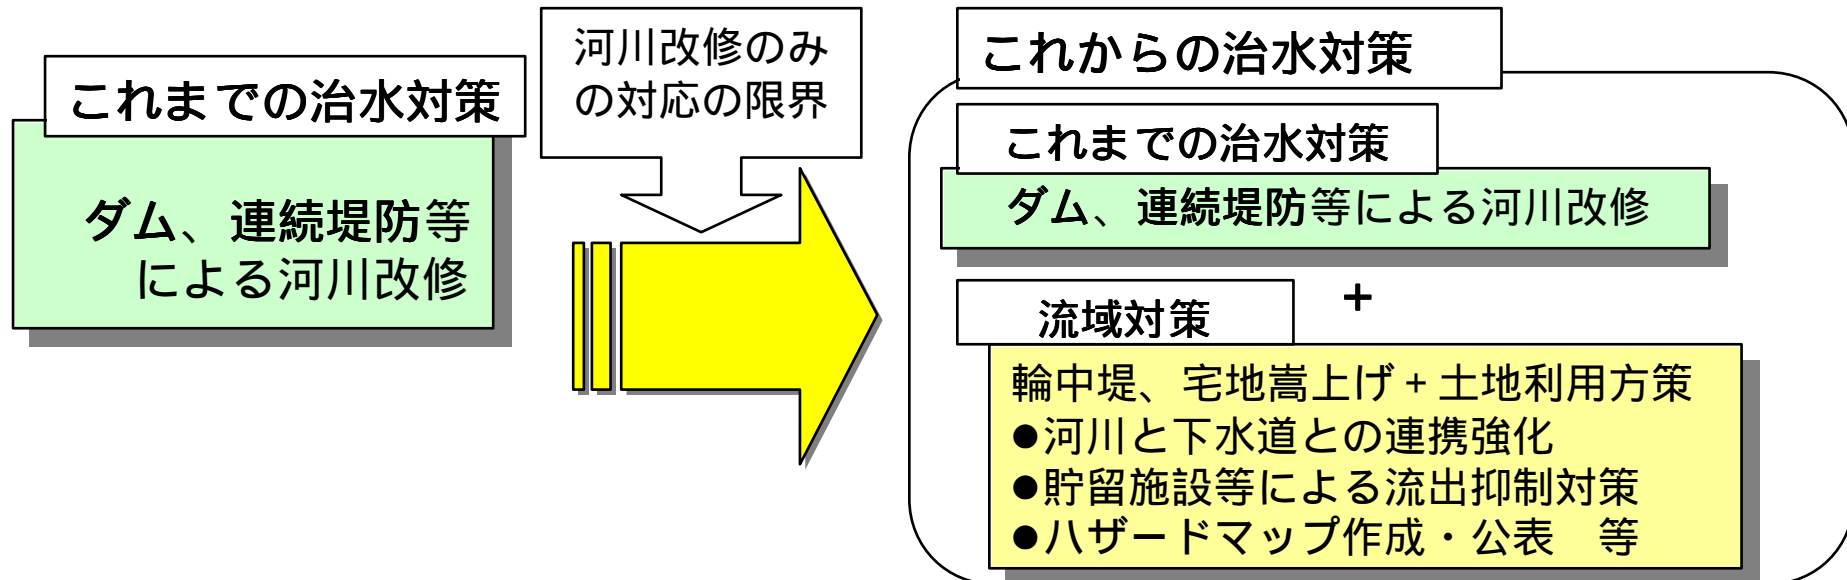 これまでの治水対策
ダム、連続堤防等
による河川改修
河川改修のみ
の対応の限界
これからの治水対策
これまでの治水対策
ダム、連続堤防等による河川改修
+
流域対策
輪中堤、宅地嵩上げ+土地利用方策
●河川と下水道との連携強化
●貯留施設等による流出抑制対策
●ハザードマップ作成・公表　等